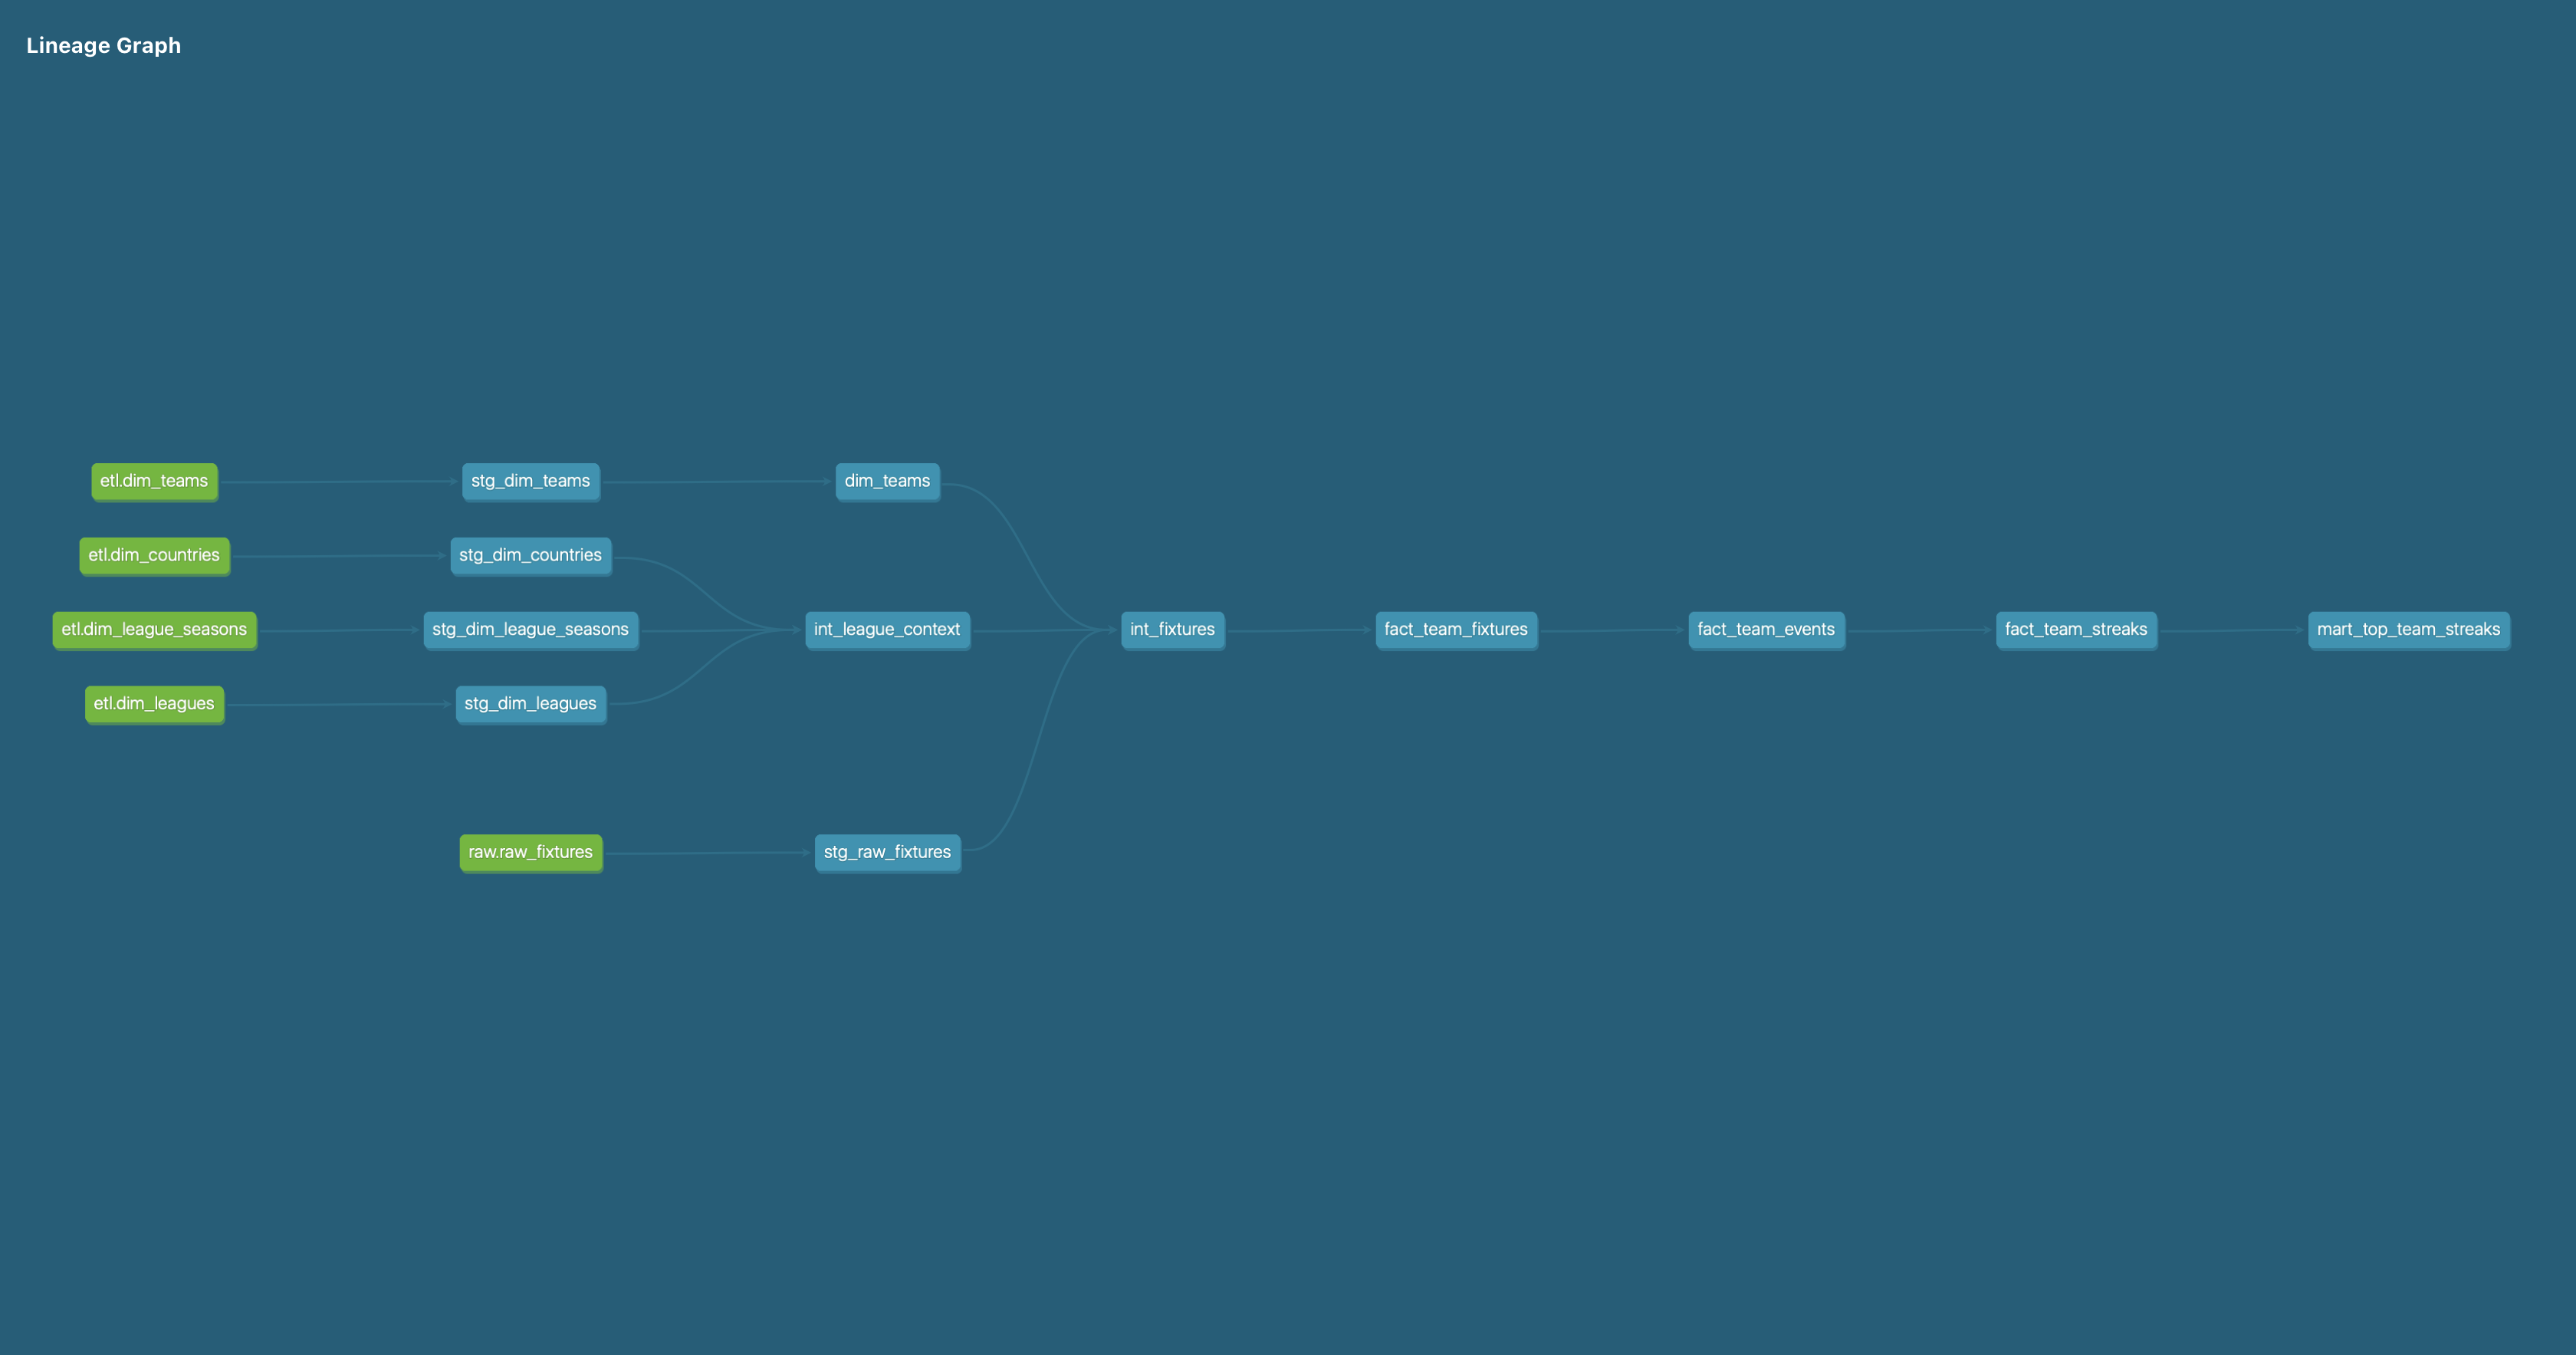 Lineage Graph
etl.dim_teams
stg_dim_teams
dim_teams
etl.dim_countries
stg_dim_countries
etl.dim_league_seasons
stg_dim_league_seasons
int_league_context
int_fixtures
fact_team_fixtures
fact_team_events
fact_team_streaks
mart_top_team_streaks
etl.dim_leagues
stg_dim_leagues
raw.raw_fixtures
stg_raw_fixtures